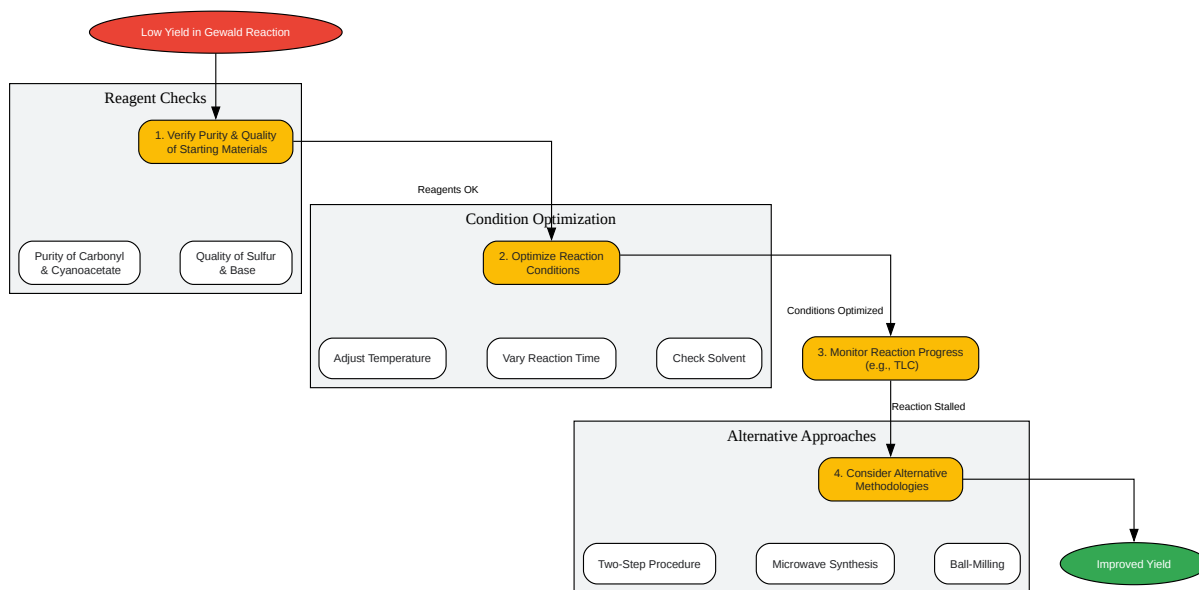 Low Yield in Gewald Reaction
Reagent Checks
1. Verify Purity & Quality
of Starting Materials
Reagents OK
Purity of Carbonyl
& Cyanoacetate
Quality of Sulfur
& Base
Condition Optimization
2. Optimize Reaction
Conditions
Conditions Optimized
Adjust Temperature
Vary Reaction Time
Check Solvent
3. Monitor Reaction Progress
(e.g., TLC)
Reaction Stalled
Alternative Approaches
4. Consider Alternative
Methodologies
Two-Step Procedure
Microwave Synthesis
Ball-Milling
Improved Yield